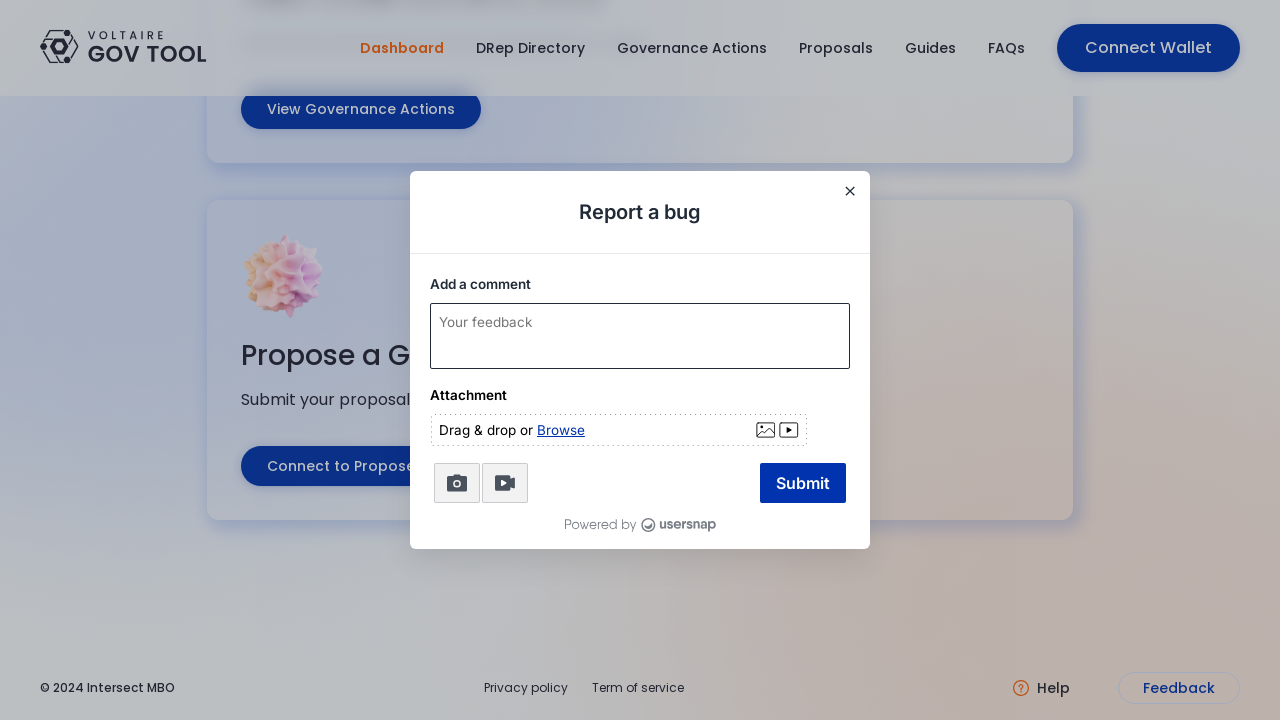 VOLTAIRE
GOV TOOL
Dashboard
DRep Directory
Governance Actions
Proposals
Guides
FAQs
Connect Wallet
View Governance Actions
Report a bug
Add a comment
Your feedback
Attachment
Drag & drop or Browse
Submit
Powered by usersnap
Propose a G
Submit your proposal
Connect to Propose
© 2024 Intersect MBO
Privacy policy
Term of service
Help
Feedback